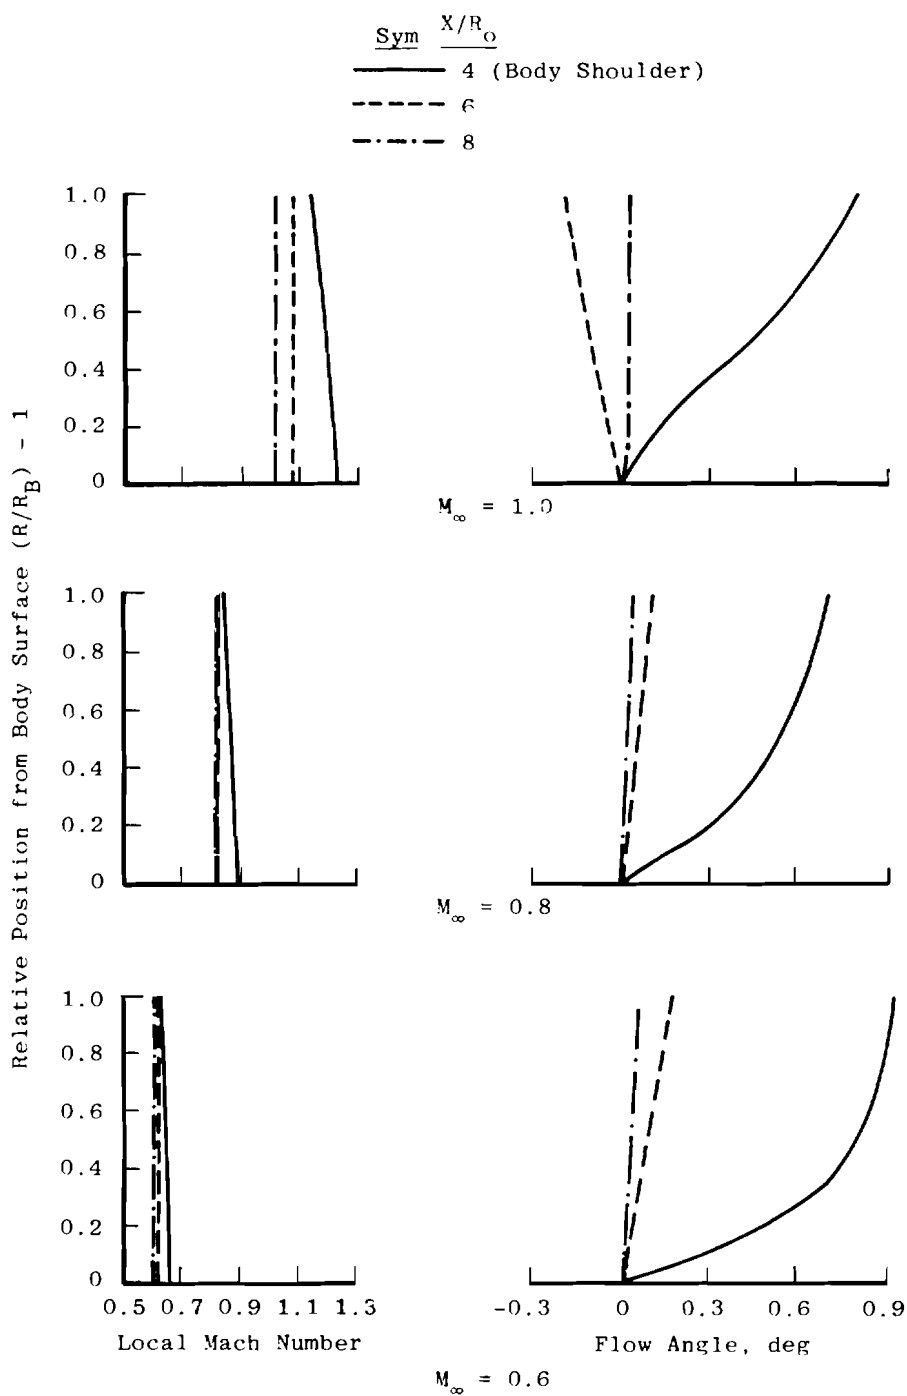 Sym X/R_o
4 (Body Shoulder)
6
8
Relative Position from Body Surface (R/R_B) - 1
1.0
0.8
0.6
0.4
0.2
0
M_∞ = 1.0
1.0
0.8
0.6
0.4
0.2
0
M_∞ = 0.8
1.0
0.8
0.6
0.4
0.2
0
0.5 0.7 0.9 1.1 1.3
-0.3 0 0.3 0.6 0.9
Local Mach Number
Flow Angle, deg
M_∞ = 0.6